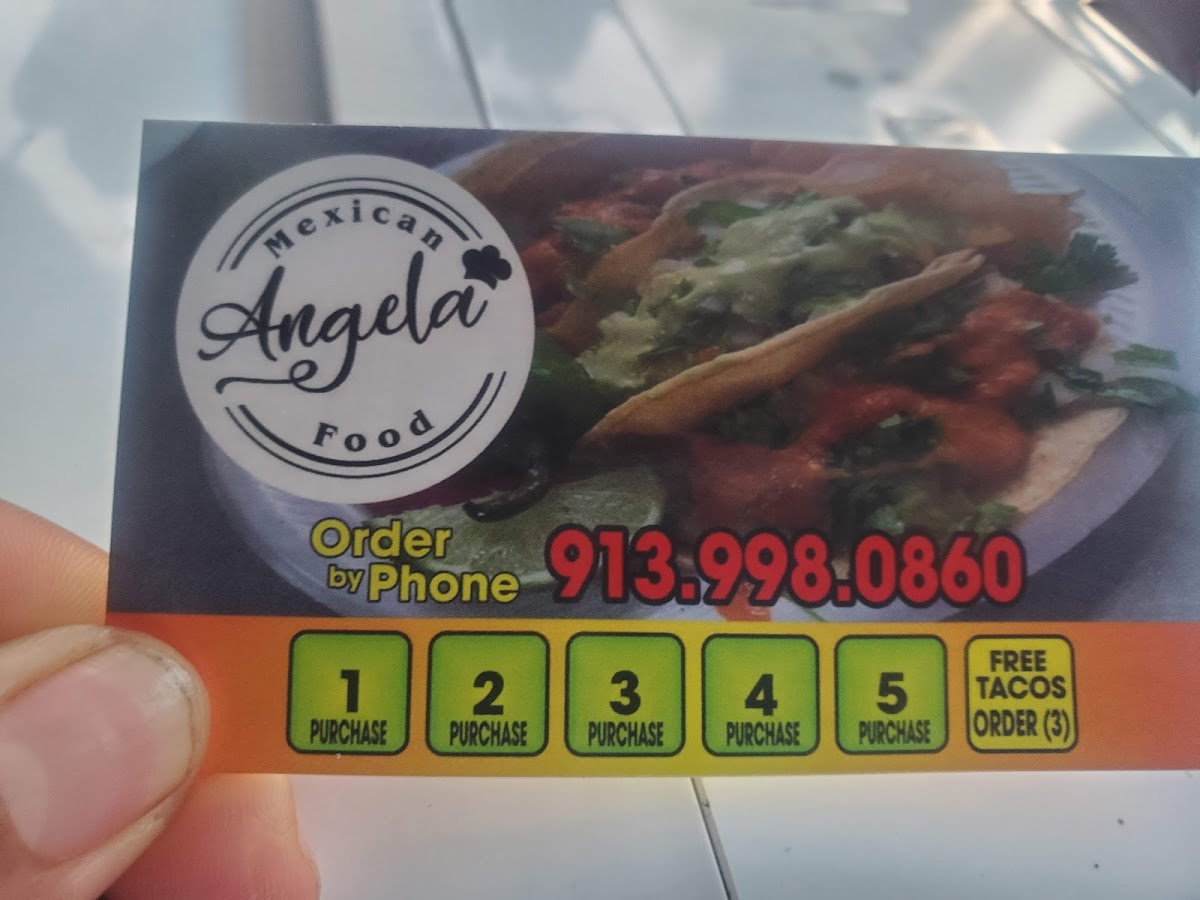 Mexican
Angela
Food
Order
by Phone
913.998.0860
1
PURCHASE
2
PURCHASE
3
PURCHASE
4
PURCHASE
5
PURCHASE
FREE
TACOS
ORDER (3)